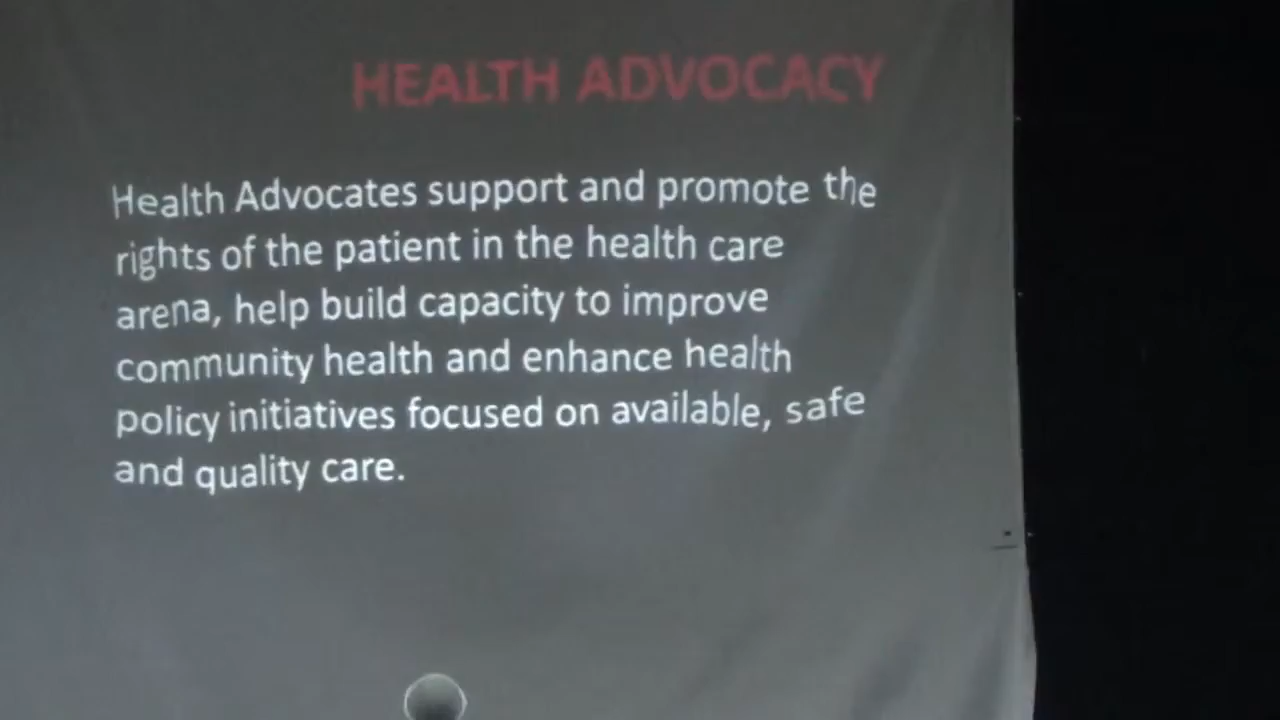 HEALTH ADVOCACY
Health Advocates support and promote the
rights of the patient in the health care
arena, help build capacity to improve
community health and enhance health
policy initiatives focused on available, safe
and quality care.